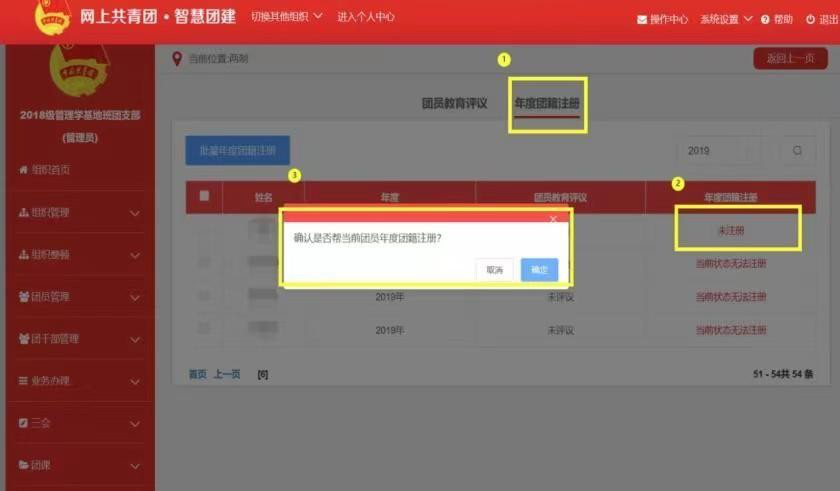 网上共青团·智慧团建 切换其他组织 进入个人中心 操作中心 系统设置 帮助 退出
当前位置:两制 返回上一页
①
团员教育评议 年度团籍注册
2018级管理学基地班团支部
(管理员)
批量年度团籍注册 2019
③ ②
组织首页
姓名 年度 团员教育评议 年度团籍注册
组织管理
确认是否帮当前团员年度团籍注册?
未注册
组织整顿
取消 确定
当前状态无法注册
团员管理
2019年 未评议 当前状态无法注册
团干部管理
2019年 未评议 当前状态无法注册
业务办理
首页 上一页 [6] 51 - 54共 54 条
三会
团课